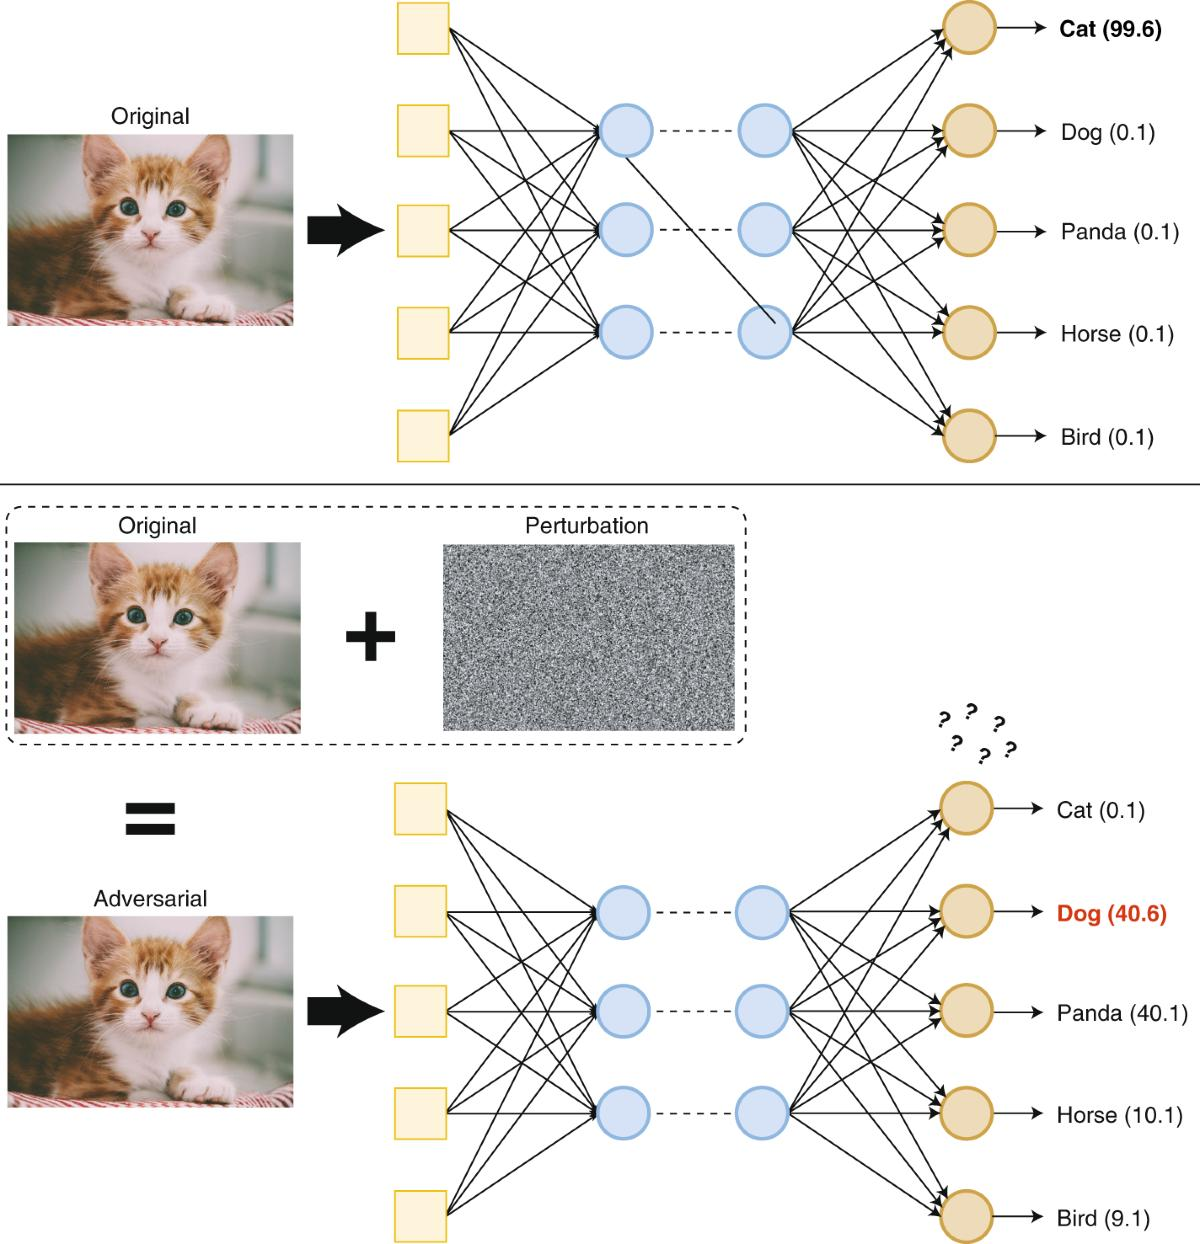 Original
Cat (99.6)
Dog (0.1)
Panda (0.1)
Horse (0.1)
Bird (0.1)
Original
Perturbation
+
=
? ? ? ? ? ?
Adversarial
Cat (0.1)
Dog (40.6)
Panda (40.1)
Horse (10.1)
Bird (9.1)